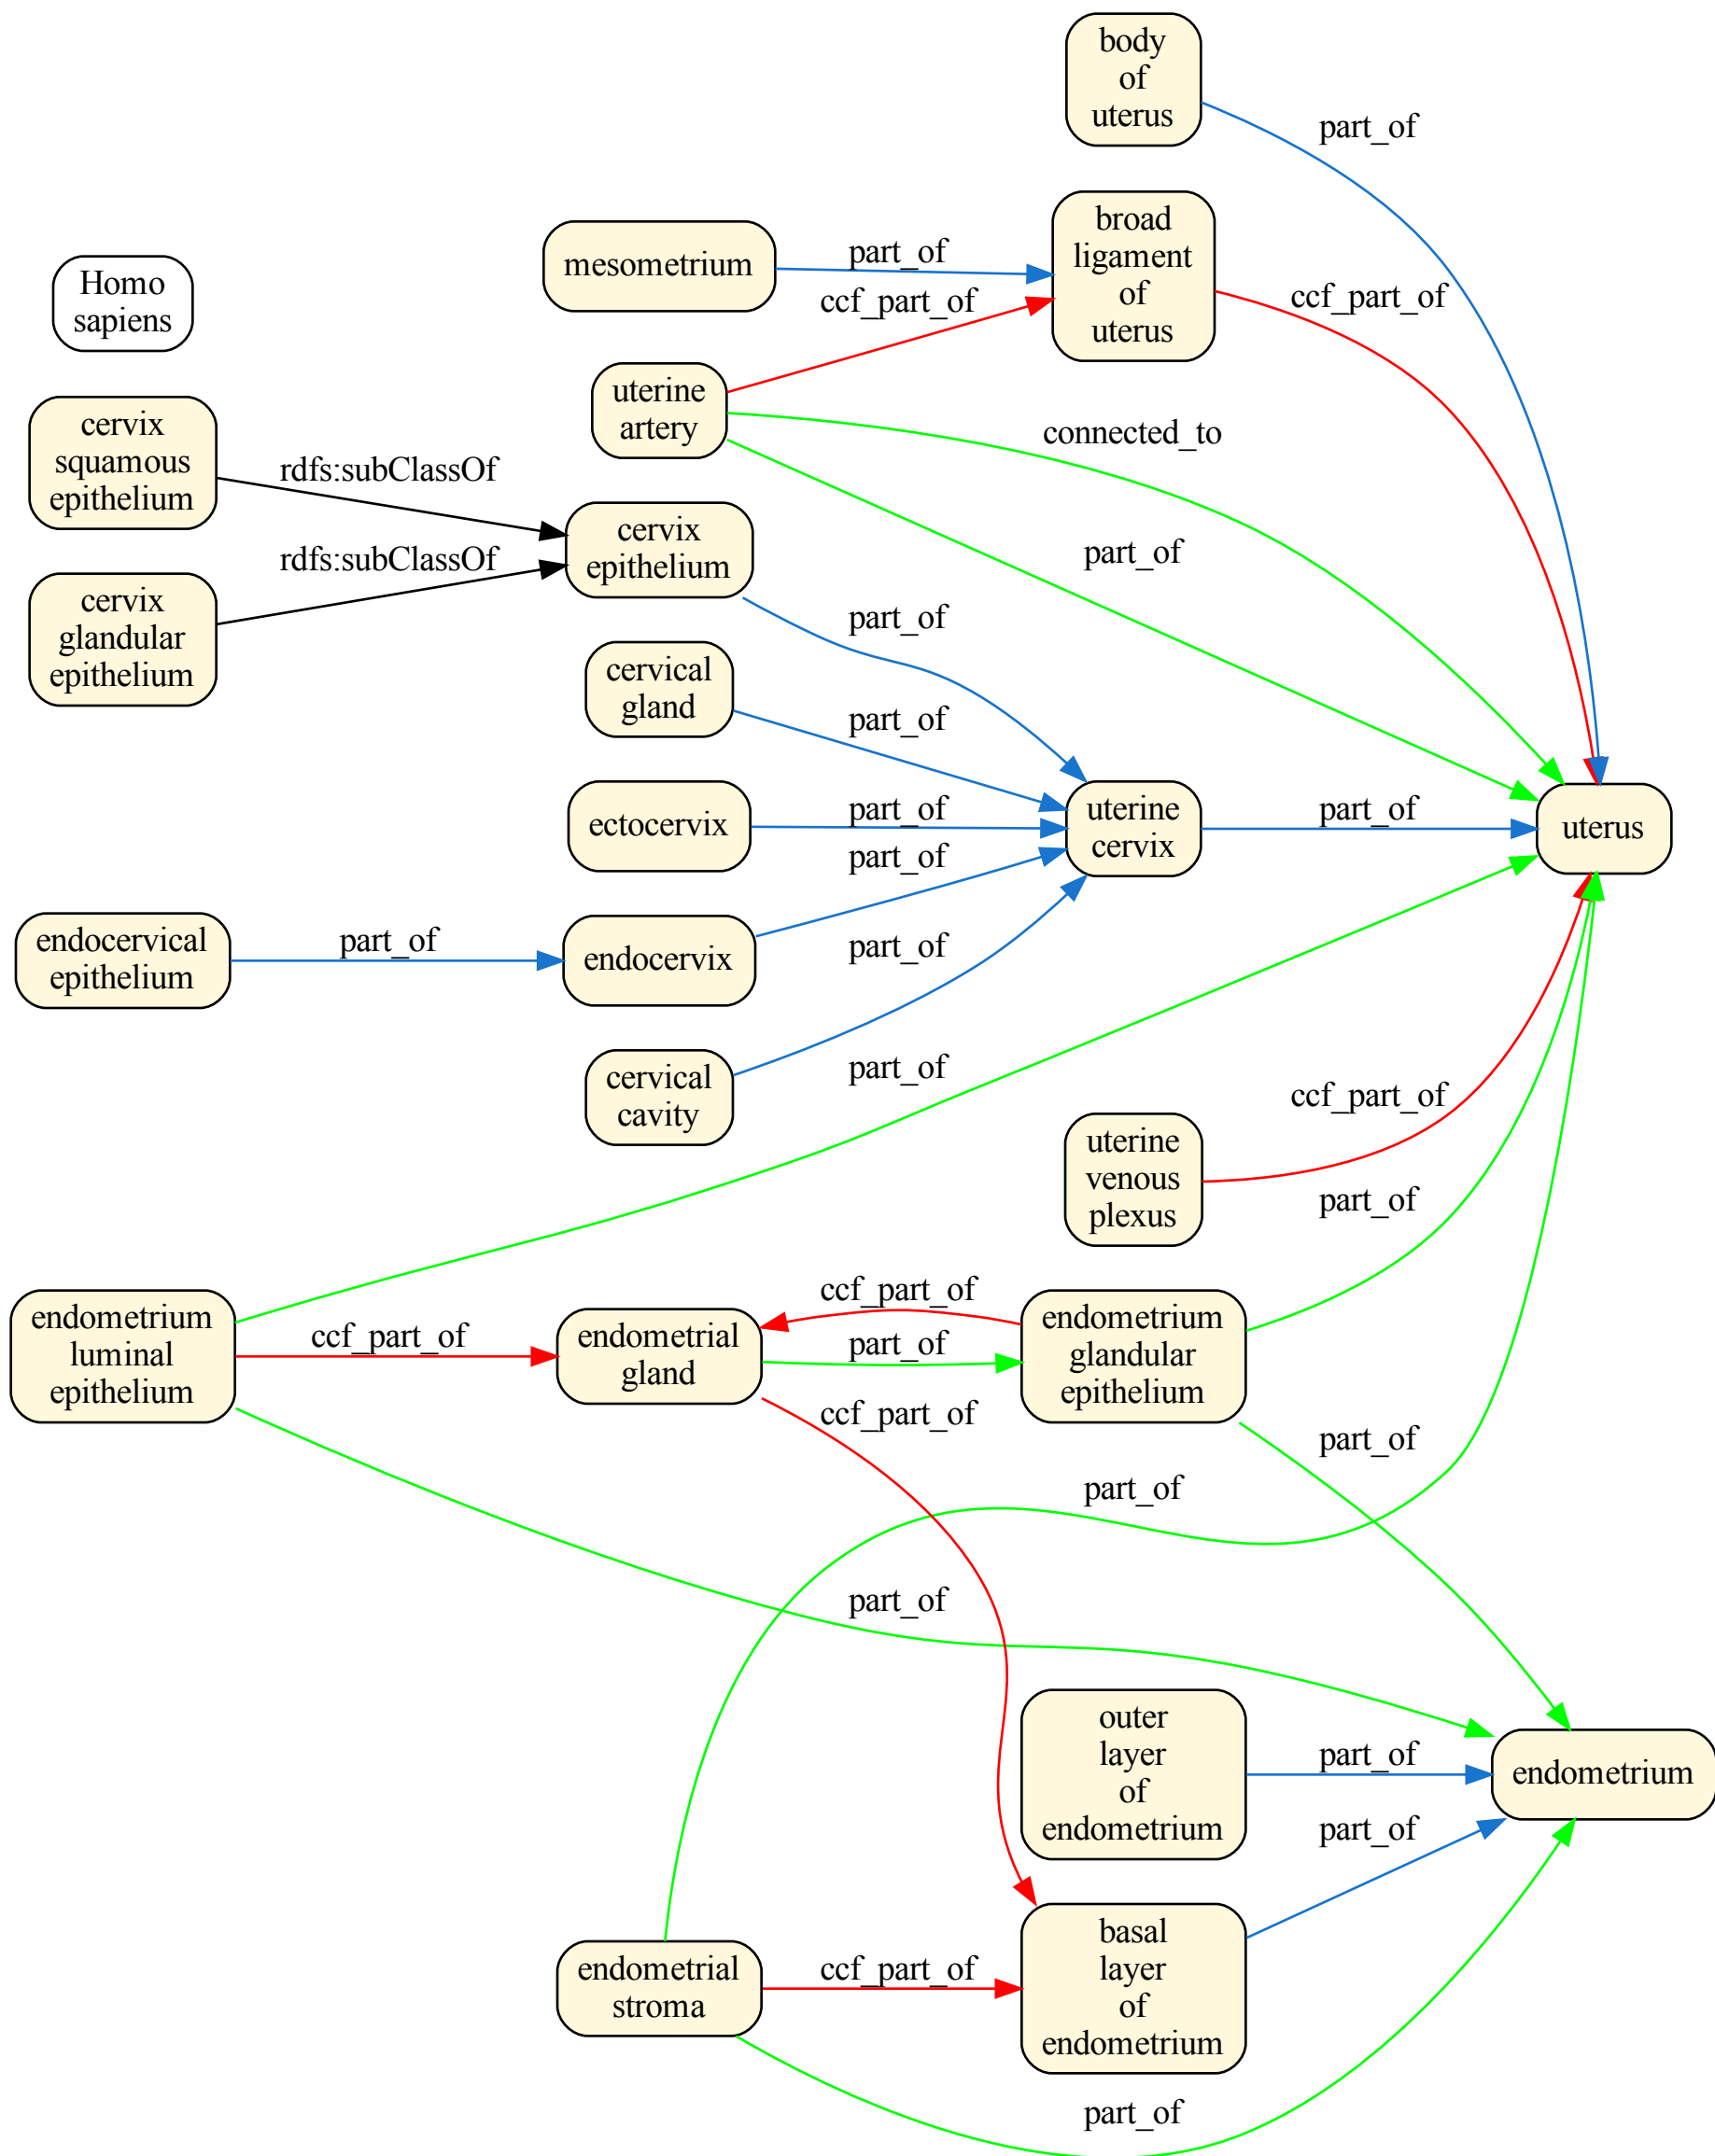 body
of
uterus
part_of
broad
ligament
of
uterus
mesometrium
part_of
ccf_part_of
ccf_part_of
Homo
sapiens
uterine
artery
connected_to
part_of
cervix
squamous
epithelium
rdfs:subClassOf
cervix
epithelium
rdfs:subClassOf
cervix
glandular
epithelium
part_of
cervical
gland
part_of
ectocervix
part_of
uterine
cervix
part_of
uterus
part_of
endocervical
epithelium
part_of
endocervix
part_of
cervical
cavity
part_of
ccf_part_of
uterine
venous
plexus
part_of
endometrium
luminal
epithelium
ccf_part_of
endometrial
gland
ccf_part_of
part_of
endometrium
glandular
epithelium
ccf_part_of
part_of
part_of
part_of
outer
layer
of
endometrium
part_of
endometrium
part_of
basal
layer
of
endometrium
endometrial
stroma
ccf_part_of
part_of